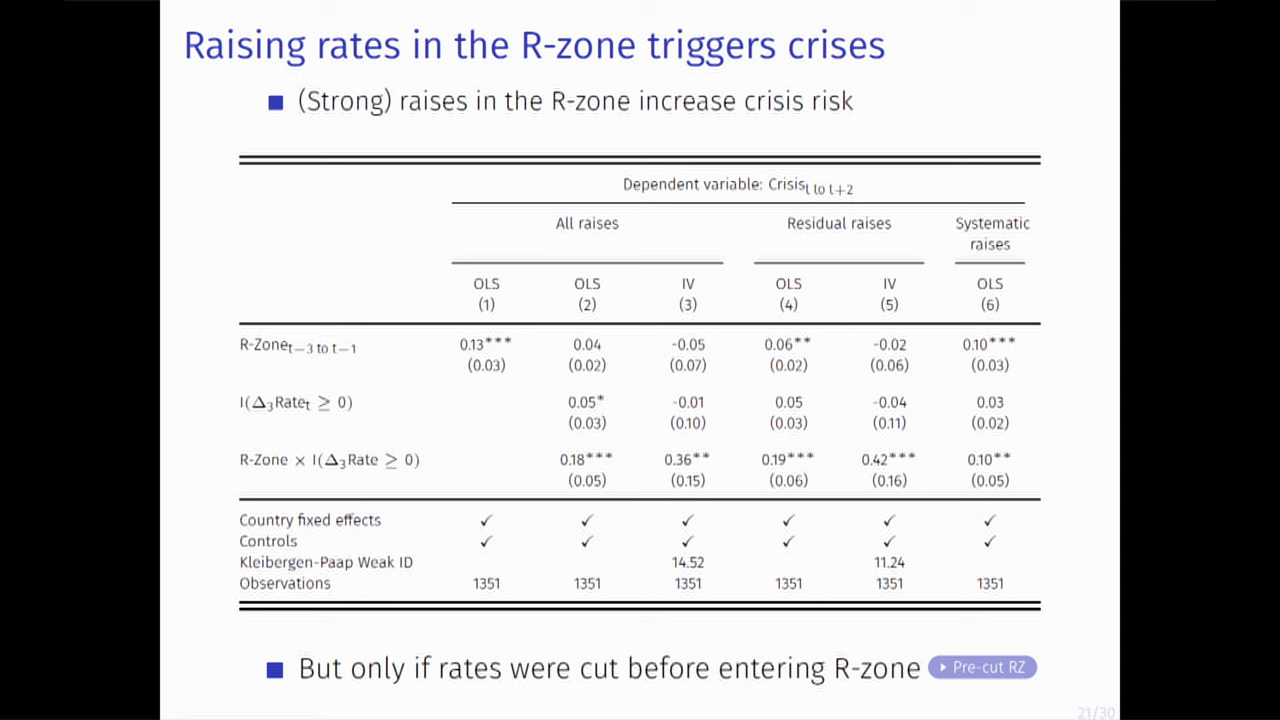 Raising rates in the R-zone triggers crises
(Strong) raises in the R-zone increase crisis risk
Dependent variable: Crisis_{t to t+2}
All raises Residual raises Systematic raises
OLS OLS IV OLS IV OLS
(1) (2) (3) (4) (5) (6)
R-Zone_{t−3 to t−1} 0.13*** 0.04 -0.05 0.06** -0.02 0.10***
(0.03) (0.02) (0.07) (0.02) (0.06) (0.03)
I(Δ₃Rate_t ≥ 0) 0.05* -0.01 0.05 -0.04 0.03
(0.03) (0.10) (0.03) (0.11) (0.02)
R-Zone × I(Δ₃Rate ≥ 0) 0.18*** 0.36** 0.19*** 0.42*** 0.10**
(0.05) (0.15) (0.06) (0.16) (0.05)
Country fixed effects ✓ ✓ ✓ ✓ ✓ ✓
Controls ✓ ✓ ✓ ✓ ✓ ✓
Kleibergen-Paap Weak ID 14.52 11.24
Observations 1351 1351 1351 1351 1351 1351
But only if rates were cut before entering R-zone Pre-cut RZ
21/30